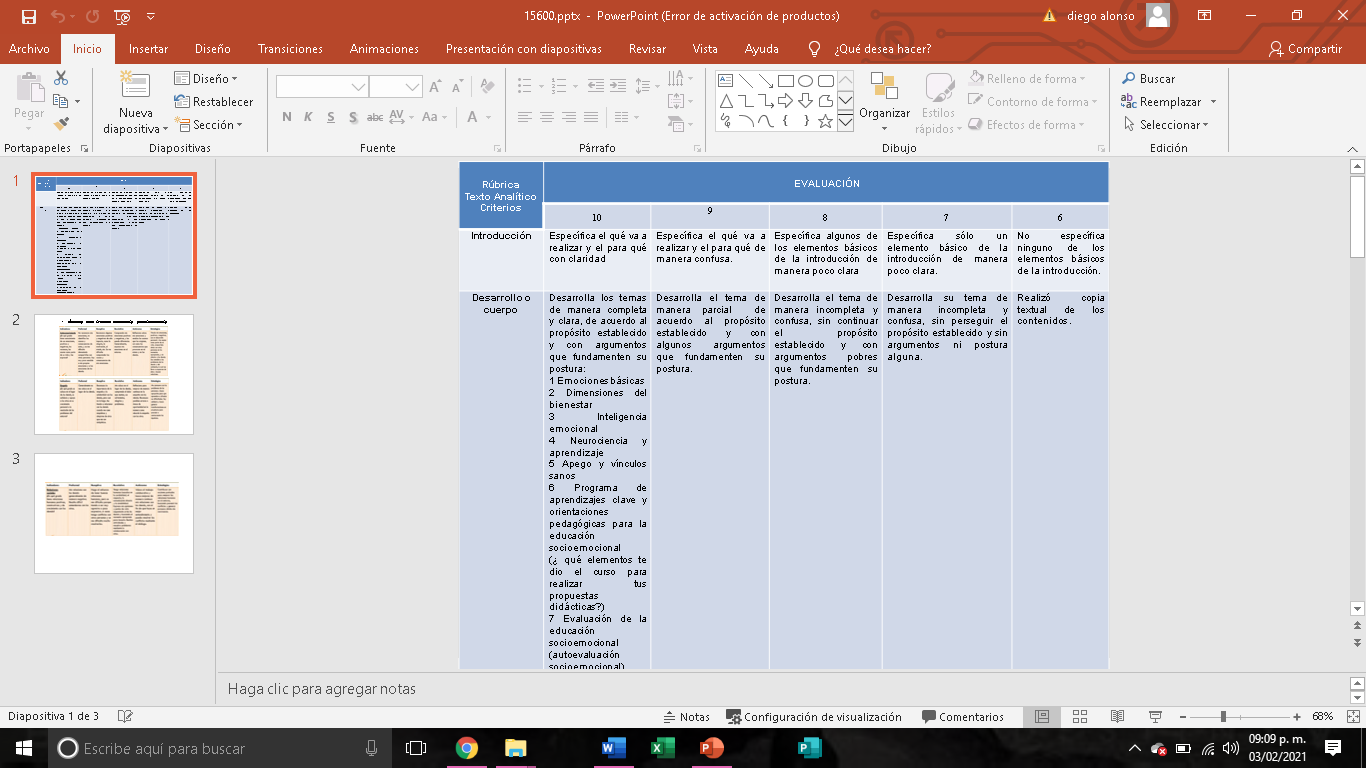 15600.pptx - PowerPoint (Error de activación de productos)
diego alonso
Archivo
Inicio
Insertar
Diseño
Transiciones
Animaciones
Presentación con diapositivas
Revisar
Vista
Ayuda
¿Qué desea hacer?
Compartir
Pegar
Nueva
diapositiva
Diseño
Restablecer
Sección
N K S S abc AV Aa A
Organizar
Estilos
rápidos
Relleno de forma
Contorno de forma
Efectos de forma
Buscar
Reemplazar
Seleccionar
Portapapeles
Diapositivas
Fuente
Párrafo
Dibujo
Edición
1
2
3
Rúbrica
Texto Analítico
Criterios
EVALUACIÓN
10
9
8
7
6
Introducción
Específica el qué va a
realizar y el para qué
con claridad
Específica el qué va a
realizar y el para qué de
manera confusa.
Específica algunos de
los elementos básicos
de la introducción de
manera poco clara
Específica sólo un
elemento básico de la
introducción de manera
poco clara.
No específica
ninguno de los
elementos básicos
de la introducción.
Desarrollo o
cuerpo
Desarrolla los temas
de manera completa
y clara, de acuerdo al
propósito establecido
y con argumentos
que fundamenten su
postura:
1 Emociones básicas
2 Dimensiones del
bienestar
3 Inteligencia
emocional
4 Neurociencia y
aprendizaje
5 Apego y vínculos
sanos
6 Programa de
aprendizajes clave y
orientaciones
pedagógicas para la
educación
socioemocional
(¿ qué elementos te
dio el curso para
realizar tus
propuestas
didácticas?)
7 Evaluación de la
educación
socioemocional
(autoevaluación
socioemocional)
Desarrolla el tema de
manera parcial de
acuerdo al propósito
establecido y con
algunos argumentos
que fundamenten su
postura.
Desarrolla el tema de
manera incompleta y
confusa, sin continuar
el propósito
establecido y con
argumentos pobres
que fundamenten su
postura.
Desarrolla su tema de
manera incompleta y
confusa, sin perseguir el
propósito establecido y sin
argumentos ni postura
alguna.
Realizó copia
textual de los
contenidos.
Haga clic para agregar notas
Diapositiva 1 de 3
Notas
Configuración de visualización
Comentarios
68%
Escribe aquí para buscar
09:09 p. m.
03/02/2021